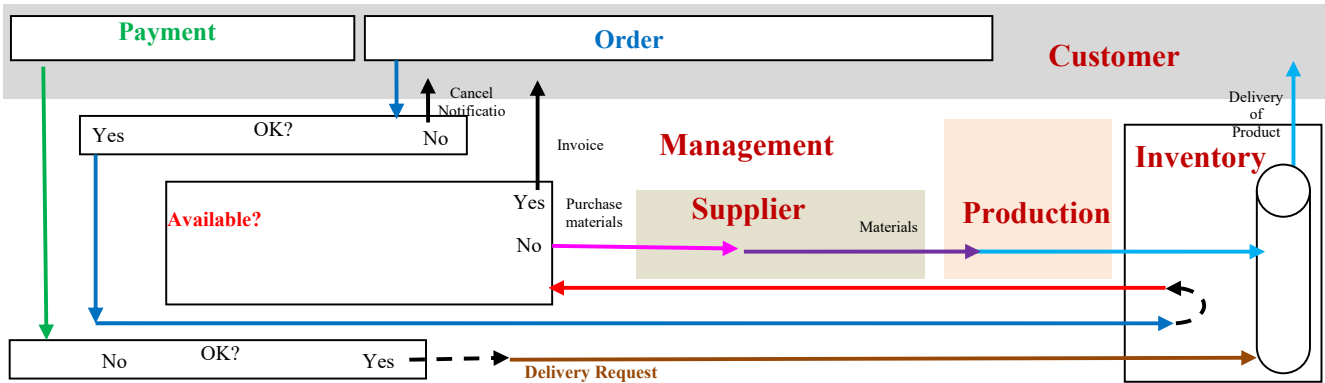 Payment
Order
Customer
Cancel
Notificatio
Delivery
of
Product
Yes
OK?
No
Invoice
Management
Inventory
Available?
Yes
Purchase
materials
Supplier
Production
No
Materials
No
OK?
Yes
Delivery Request